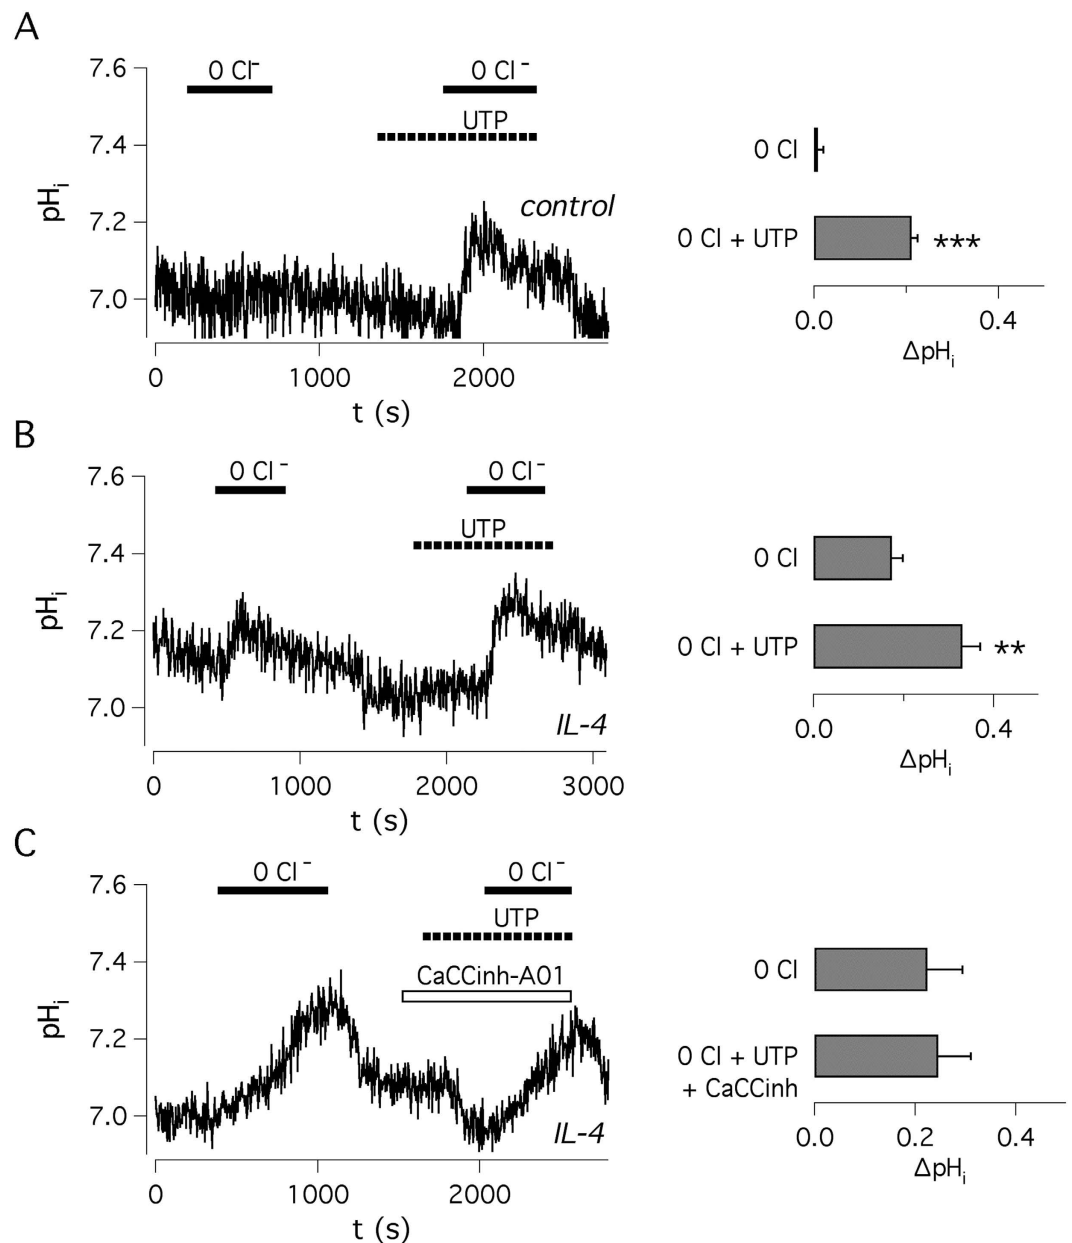 A
7.6
7.4
7.2
7.0
pHᵢ
0 Cl⁻
0 Cl⁻
UTP
control
0
1000
2000
t (s)
0 Cl
0 Cl + UTP
***
0.0
0.4
ΔpHᵢ
B
7.6
7.4
7.2
7.0
pHᵢ
0 Cl⁻
0 Cl⁻
UTP
IL-4
0
1000
2000
3000
t (s)
0 Cl
0 Cl + UTP
**
0.0
0.4
ΔpHᵢ
C
7.6
7.4
7.2
7.0
pHᵢ
0 Cl⁻
0 Cl⁻
UTP
CaCCinh-A01
IL-4
0
1000
2000
t (s)
0 Cl
0 Cl + UTP
+ CaCCinh
0.0
0.2
0.4
ΔpHᵢ